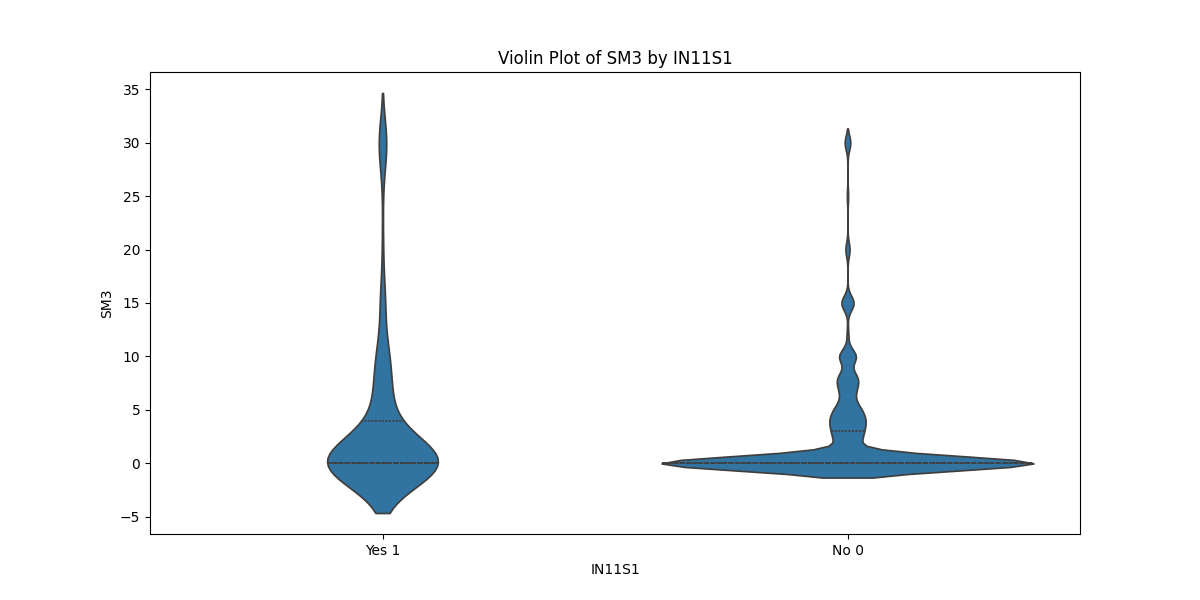 Violin Plot of SM3 by IN11S1
35
30
25
20
15
10
5
0
−5
SM3
Yes 1
No 0
IN11S1